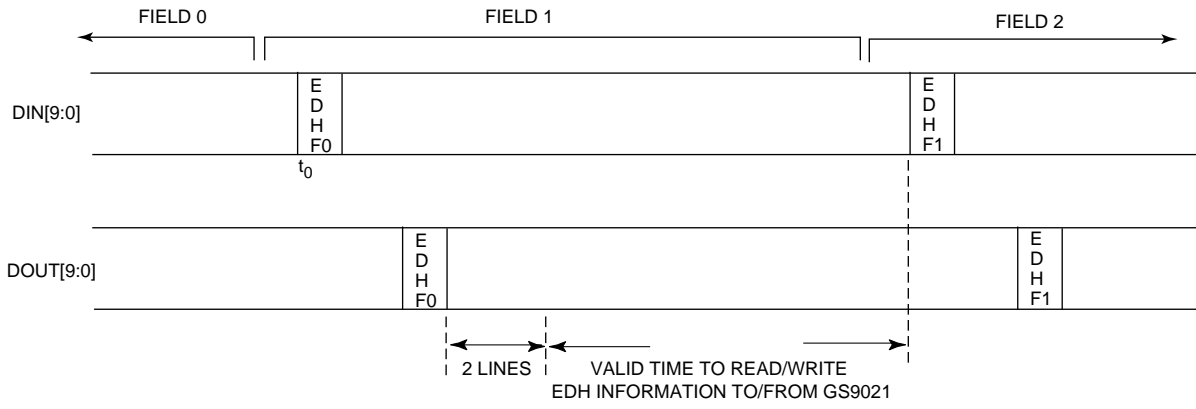 FIELD 0
FIELD 1
FIELD 2
DIN[9:0]
E
D
H
F0
E
D
H
F1
t0
DOUT[9:0]
E
D
H
F0
E
D
H
F1
2 LINES
VALID TIME TO READ/WRITE
EDH INFORMATION TO/FROM GS9021